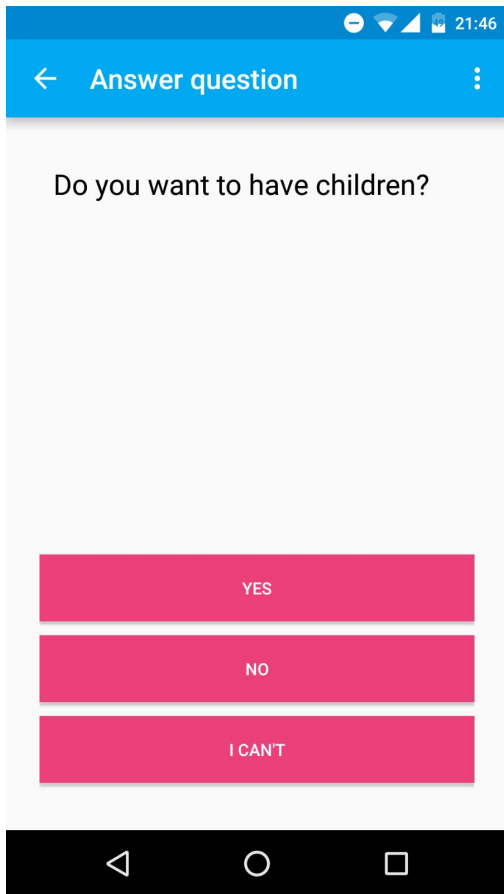 21:46
Answer question
Do you want to have children?
YES
NO
I CAN'T